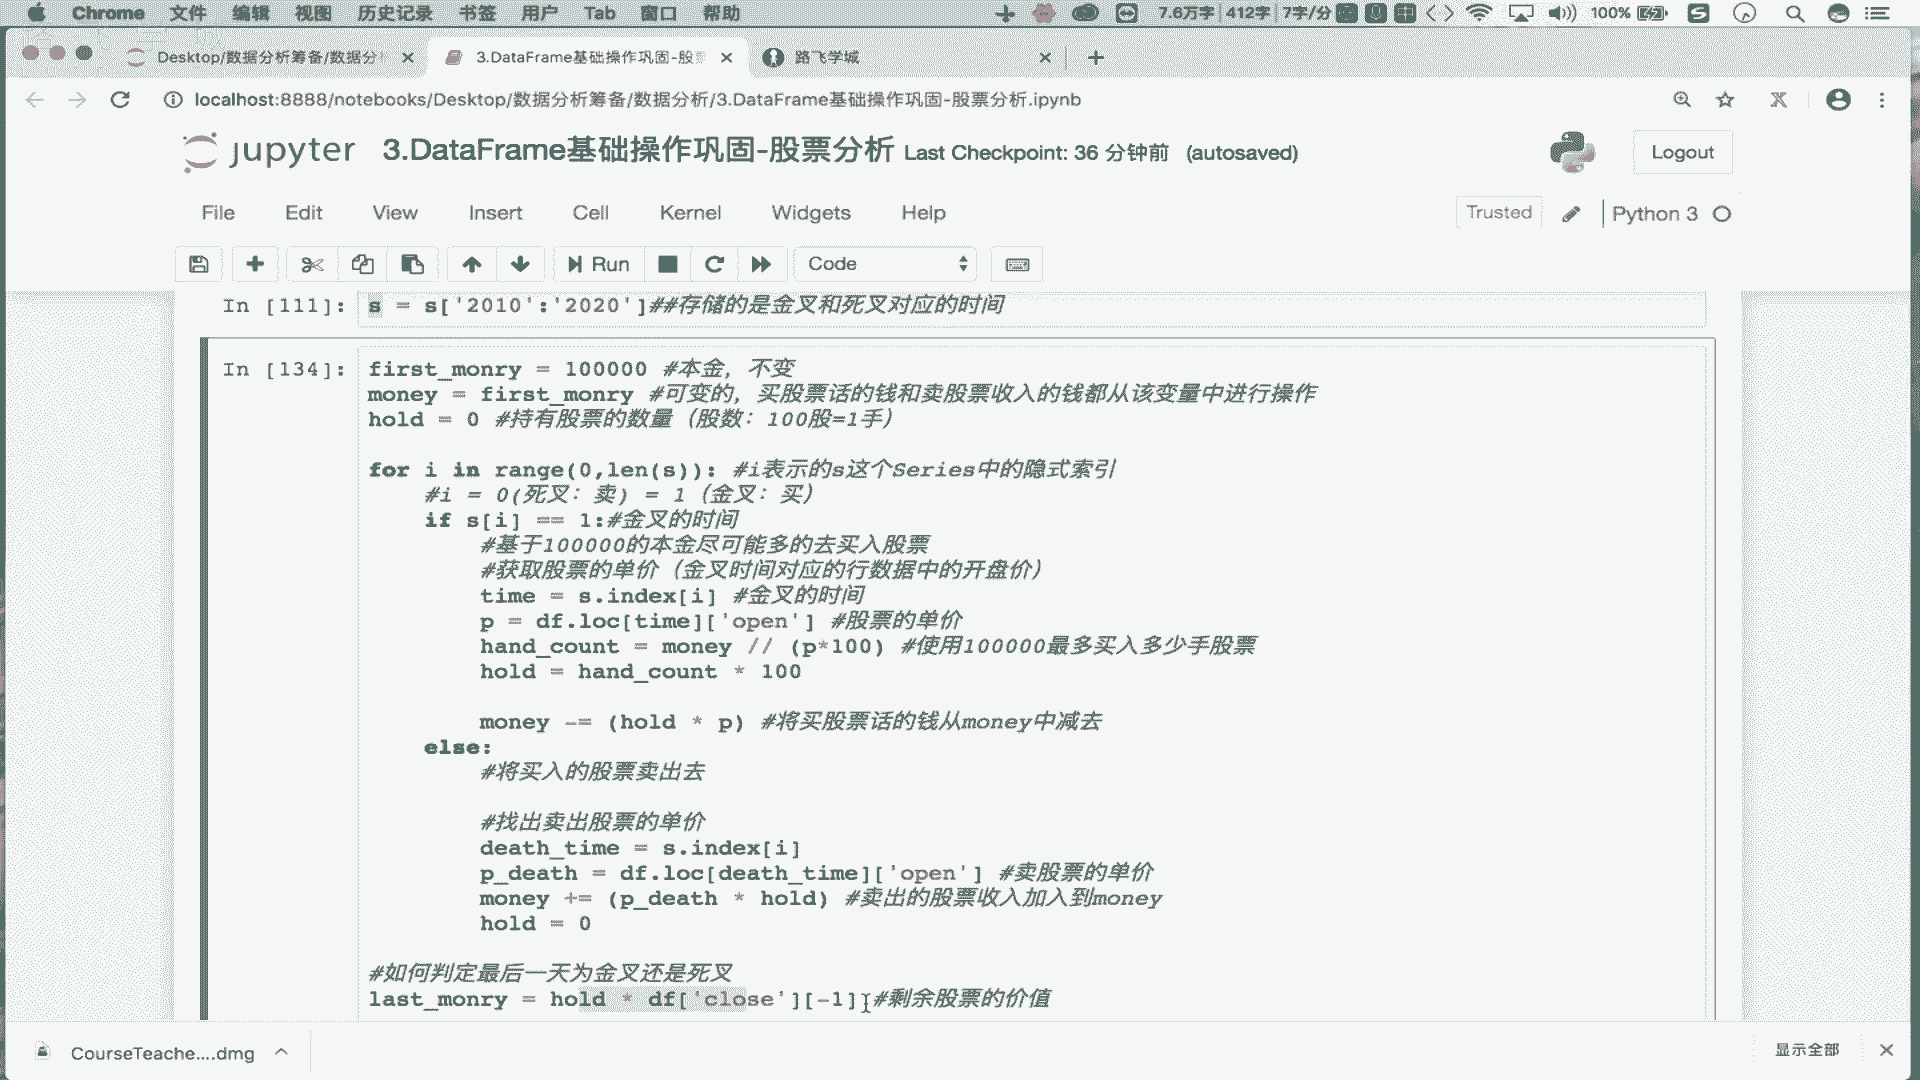 Chrome 文件 编辑 视图 历史记录 书签 用户 Tab 窗口 帮助 7.6万字 412字 7字/分 100%
Desktop/数据分析筹备/数据分 3.DataFrame基础操作巩固-股 路飞学城
localhost:8888/notebooks/Desktop/数据分析筹备/数据分析/3.DataFrame基础操作巩固-股票分析.ipynb
jupyter 3.DataFrame基础操作巩固-股票分析 Last Checkpoint: 36 分钟前 (autosaved) Logout
File Edit View Insert Cell Kernel Widgets Help Trusted Python 3
Run Code
In [111]: s = s['2010':'2020']##存储的是金叉和死叉对应的时间
In [134]: first_monry = 100000 #本金，不变
money = first_monry #可变的，买股票话的钱和卖股票收入的钱都从该变量中进行操作
hold = 0 #持有股票的数量（股数：100股=1手）
for i in range(0,len(s)): #i表示的s这个Series中的隐式索引
#i = 0(死叉：卖) = 1（金叉：买）
if s[i] == 1:#金叉的时间
#基于100000的本金尽可能多的去买入股票
#获取股票的单价（金叉时间对应的行数据中的开盘价）
time = s.index[i] #金叉的时间
p = df.loc[time]['open'] #股票的单价
hand_count = money // (p*100) #使用100000最多买入多少手股票
hold = hand_count * 100
money -= (hold * p) #将买股票话的钱从money中减去
else:
#将买入的股票卖出去
#找出卖出股票的单价
death_time = s.index[i]
p_death = df.loc[death_time]['open'] #卖股票的单价
money += (p_death * hold) #卖出的股票收入加入到money
hold = 0
#如何判定最后一天为金叉还是死叉
last_monry = hold * df['close'][-1] #剩余股票的价值
CourseTeache....dmg 显示全部